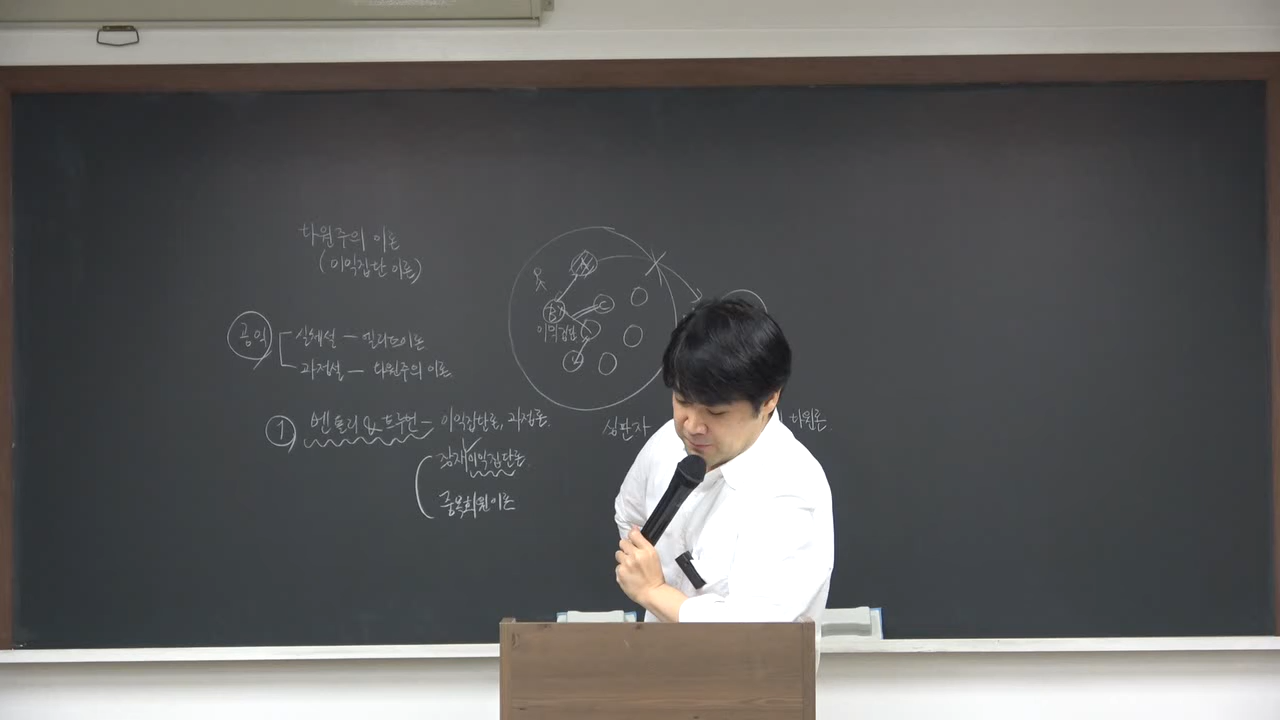 다원주의 이론
(이익집단 이론)
공익
실체설 — 엘리트이론
과정설 — 다원주의 이론.
① 벤틀리 & 트루먼 – 이익집단론, 과정론.
잠재이익집단론.
중복회원이론
A
B
C
이익집단
심판자
다원론.